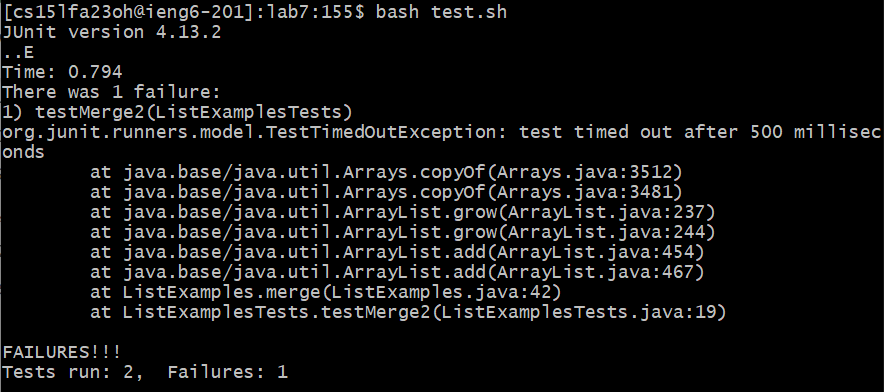 [cs15lfa23oh@ieng6-201]:lab7:155$ bash test.sh
JUnit version 4.13.2
..E
Time: 0.794
There was 1 failure:
1) testMerge2(ListExamplesTests)
org.junit.runners.model.TestTimedOutException: test timed out after 500 millisec
onds
        at java.base/java.util.Arrays.copyOf(Arrays.java:3512)
        at java.base/java.util.Arrays.copyOf(Arrays.java:3481)
        at java.base/java.util.ArrayList.grow(ArrayList.java:237)
        at java.base/java.util.ArrayList.grow(ArrayList.java:244)
        at java.base/java.util.ArrayList.add(ArrayList.java:454)
        at java.base/java.util.ArrayList.add(ArrayList.java:467)
        at ListExamples.merge(ListExamples.java:42)
        at ListExamplesTests.testMerge2(ListExamplesTests.java:19)

FAILURES!!!
Tests run: 2,  Failures: 1